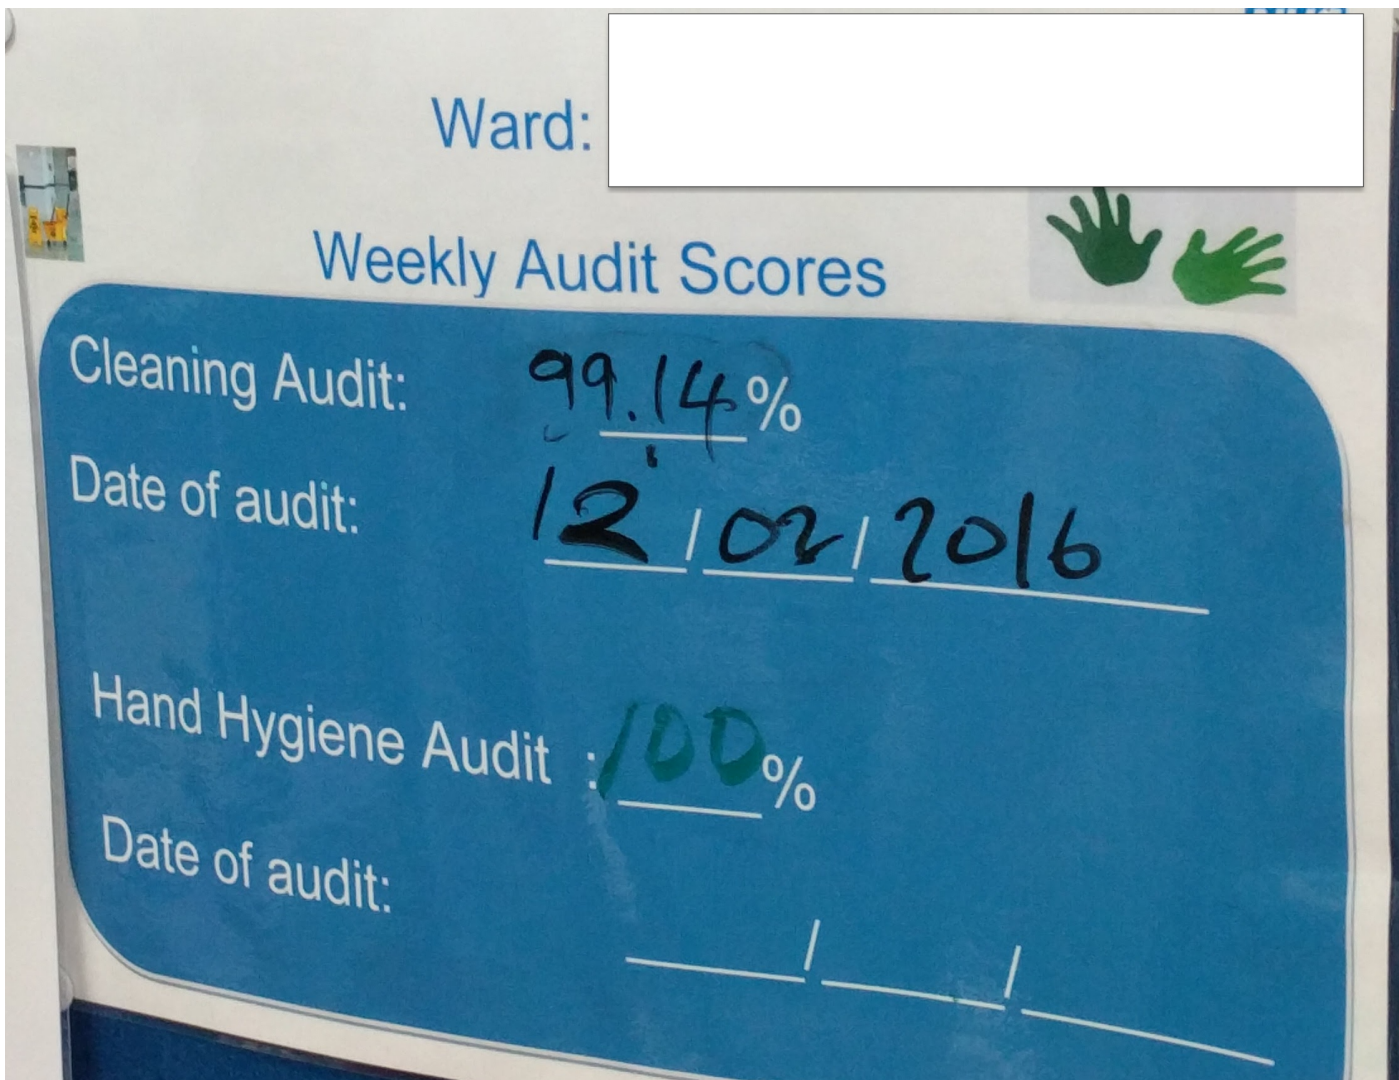 Ward:
Weekly Audit Scores
Cleaning Audit: 99.14%
Date of audit: 12/02/2016
Hand Hygiene Audit : 100%
Date of audit: / /